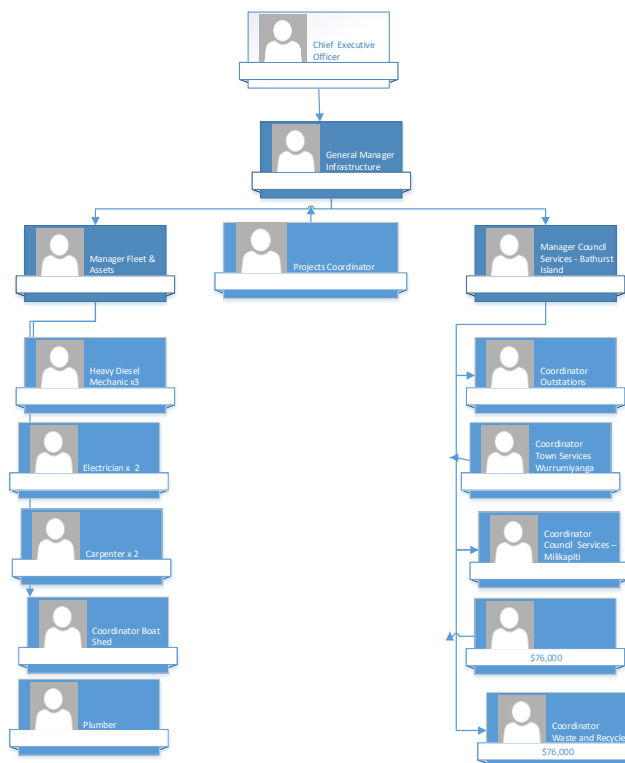 Chief Executive
Officer
General Manager
Infrastructure
Manager Fleet &
Assets
Projects Coordinator
Manager Council
Services - Bathurst
Island
Heavy Diesel
Mechanic x3
Coordinator
Outstations
Electrician x 2
Coordinator
Town Services
Wurrumiyanga
Carpenter x 2
Coordinator
Council Services –
Milikapiti
Coordinator Boat
Shed
$76,000
Plumber
Coordinator
Waste and Recycle
$76,000